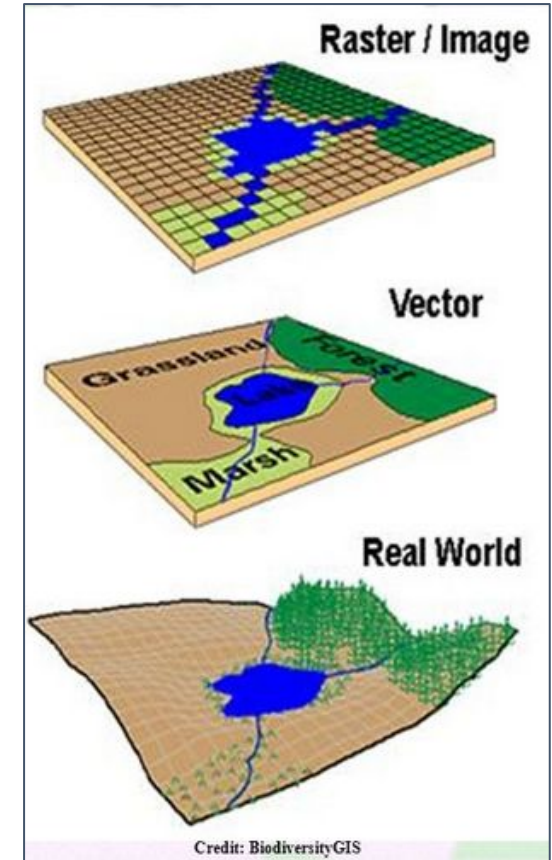 Raster / Image
Vector
Grassland
Forest
Lake
Marsh
Real World
Credit: BiodiversityGIS